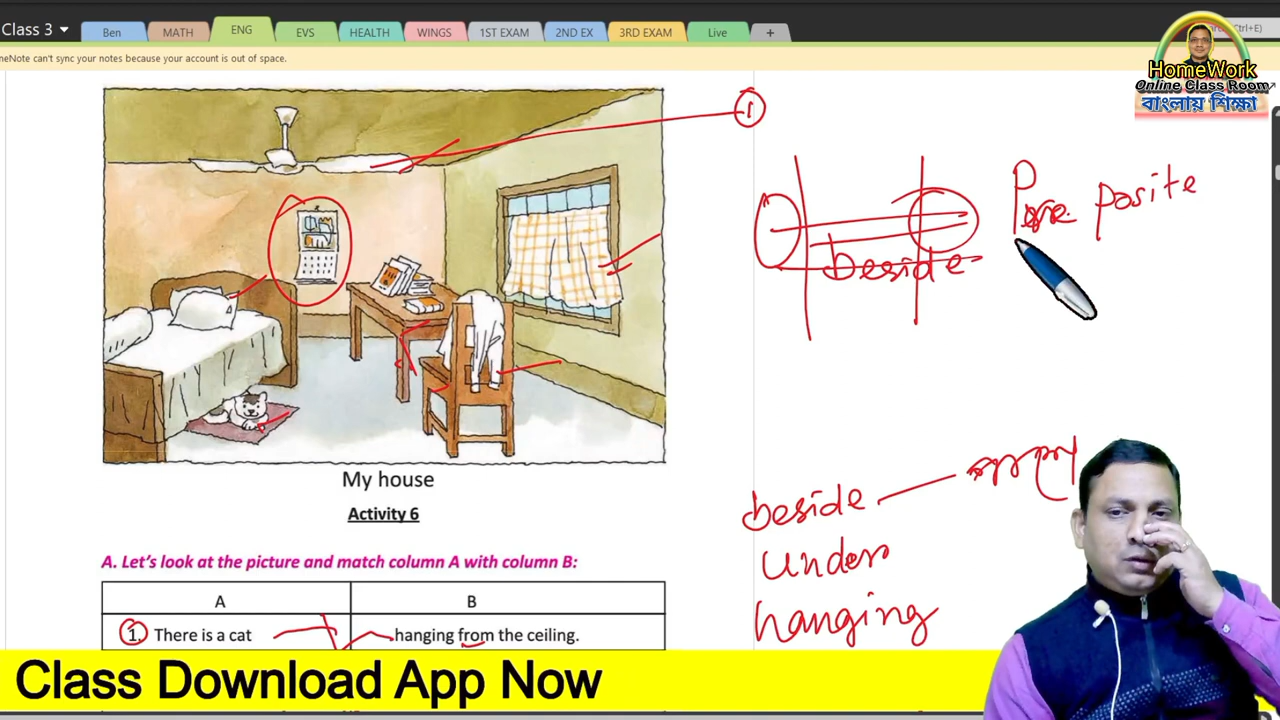 Class 3
Ben
MATH
ENG
EVS
HEALTH
WINGS
1ST EXAM
2ND EX
3RD EXAM
Live
+
Ctrl+E)
meNote can't sync your notes because your account is out of space.
HomeWork
Online Class Room
বাংলায় শিক্ষা
1
posite
beside
My house
Activity 6
beside
under
hanging
A. Let's look at the picture and match column A with column B:
A
B
1. There is a cat
hanging from the ceiling.
Class Download App Now